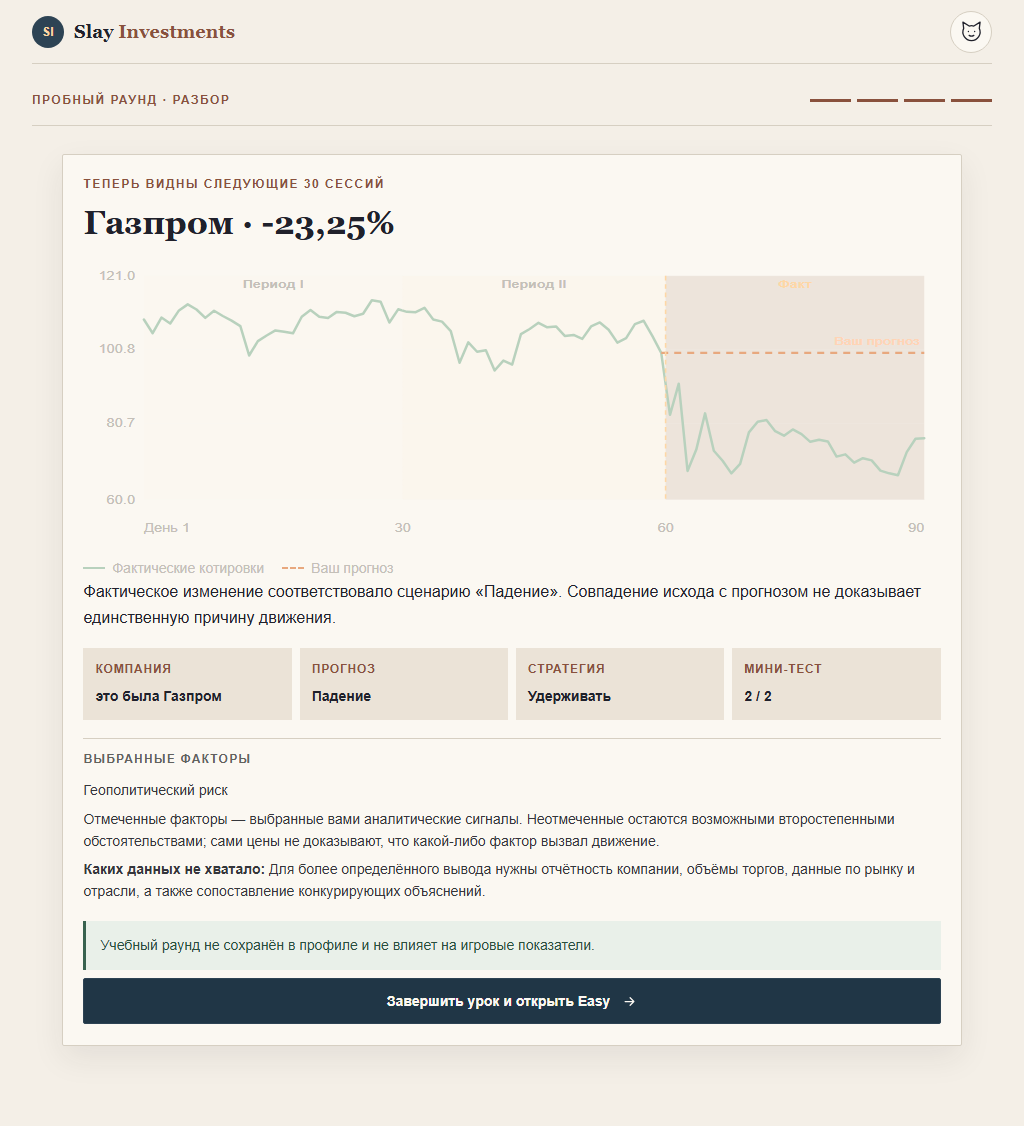 SI Slay Investments
ПРОБНЫЙ РАУНД · РАЗБОР
ТЕПЕРЬ ВИДНЫ СЛЕДУЮЩИЕ 30 СЕССИЙ
Газпром · -23,25%
121.0
Период I Период II Факт
Ваш прогноз
100.8
80.7
60.0
День 1 30 60 90
Фактические котировки Ваш прогноз
Фактическое изменение соответствовало сценарию «Падение». Совпадение исхода с прогнозом не доказывает
единственную причину движения.
КОМПАНИЯ
это была Газпром
ПРОГНОЗ
Падение
СТРАТЕГИЯ
Удерживать
МИНИ-ТЕСТ
2 / 2
ВЫБРАННЫЕ ФАКТОРЫ
Геополитический риск
Отмеченные факторы — выбранные вами аналитические сигналы. Неотмеченные остаются возможными второстепенными
обстоятельствами; сами цены не доказывают, что какой-либо фактор вызвал движение.
Каких данных не хватало: Для более определённого вывода нужны отчётность компании, объёмы торгов, данные по рынку и
отрасли, а также сопоставление конкурирующих объяснений.
Учебный раунд не сохранён в профиле и не влияет на игровые показатели.
Завершить урок и открыть Easy →